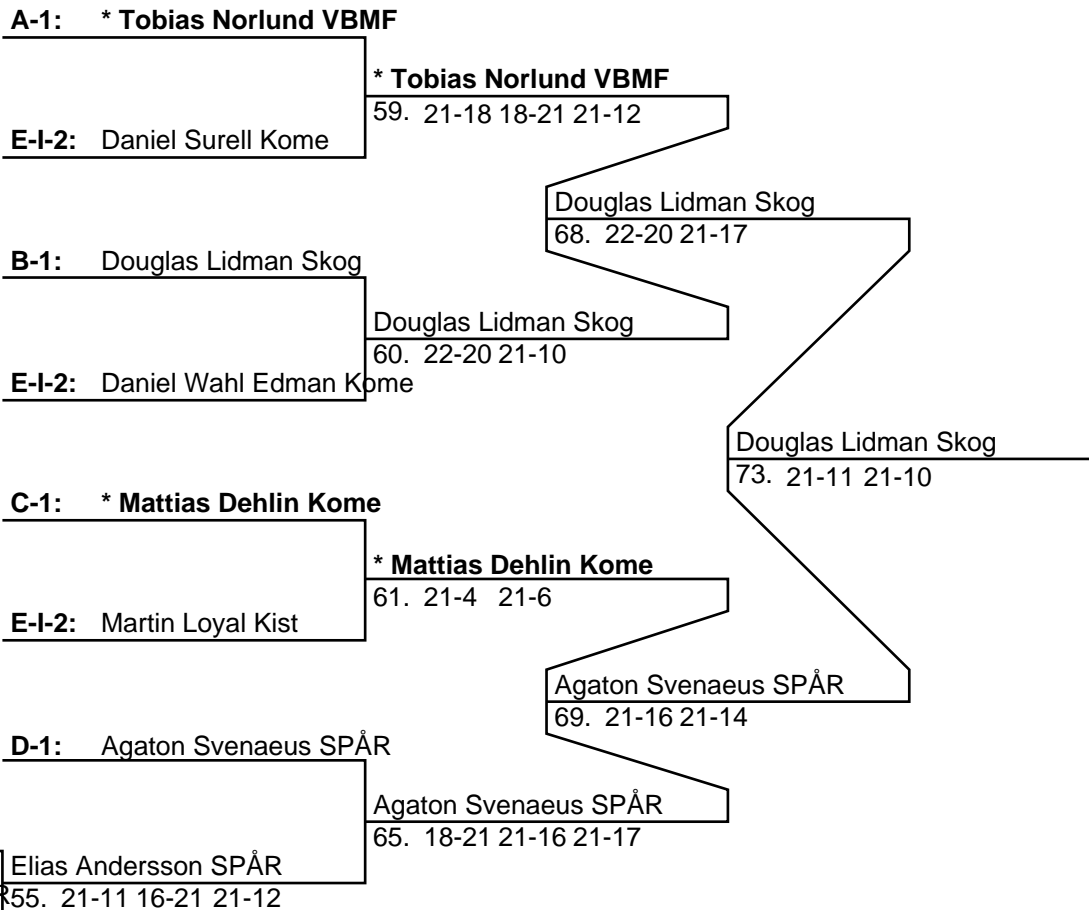 A-1: * Tobias Norlund VBMF
* Tobias Norlund VBMF
59. 21-18 18-21 21-12
E-I-2: Daniel Surell Kome
Douglas Lidman Skog
68. 22-20 21-17
B-1: Douglas Lidman Skog
Douglas Lidman Skog
60. 22-20 21-10
E-I-2: Daniel Wahl Edman Kome
Douglas Lidman Skog
73. 21-11 21-10
C-1: * Mattias Dehlin Kome
* Mattias Dehlin Kome
61. 21-4 21-6
E-I-2: Martin Loyal Kist
Agaton Svenaeus SPÅR
69. 21-16 21-14
D-1: Agaton Svenaeus SPÅR
Agaton Svenaeus SPÅR
65. 18-21 21-16 21-17
Elias Andersson SPÅR
55. 21-11 16-21 21-12